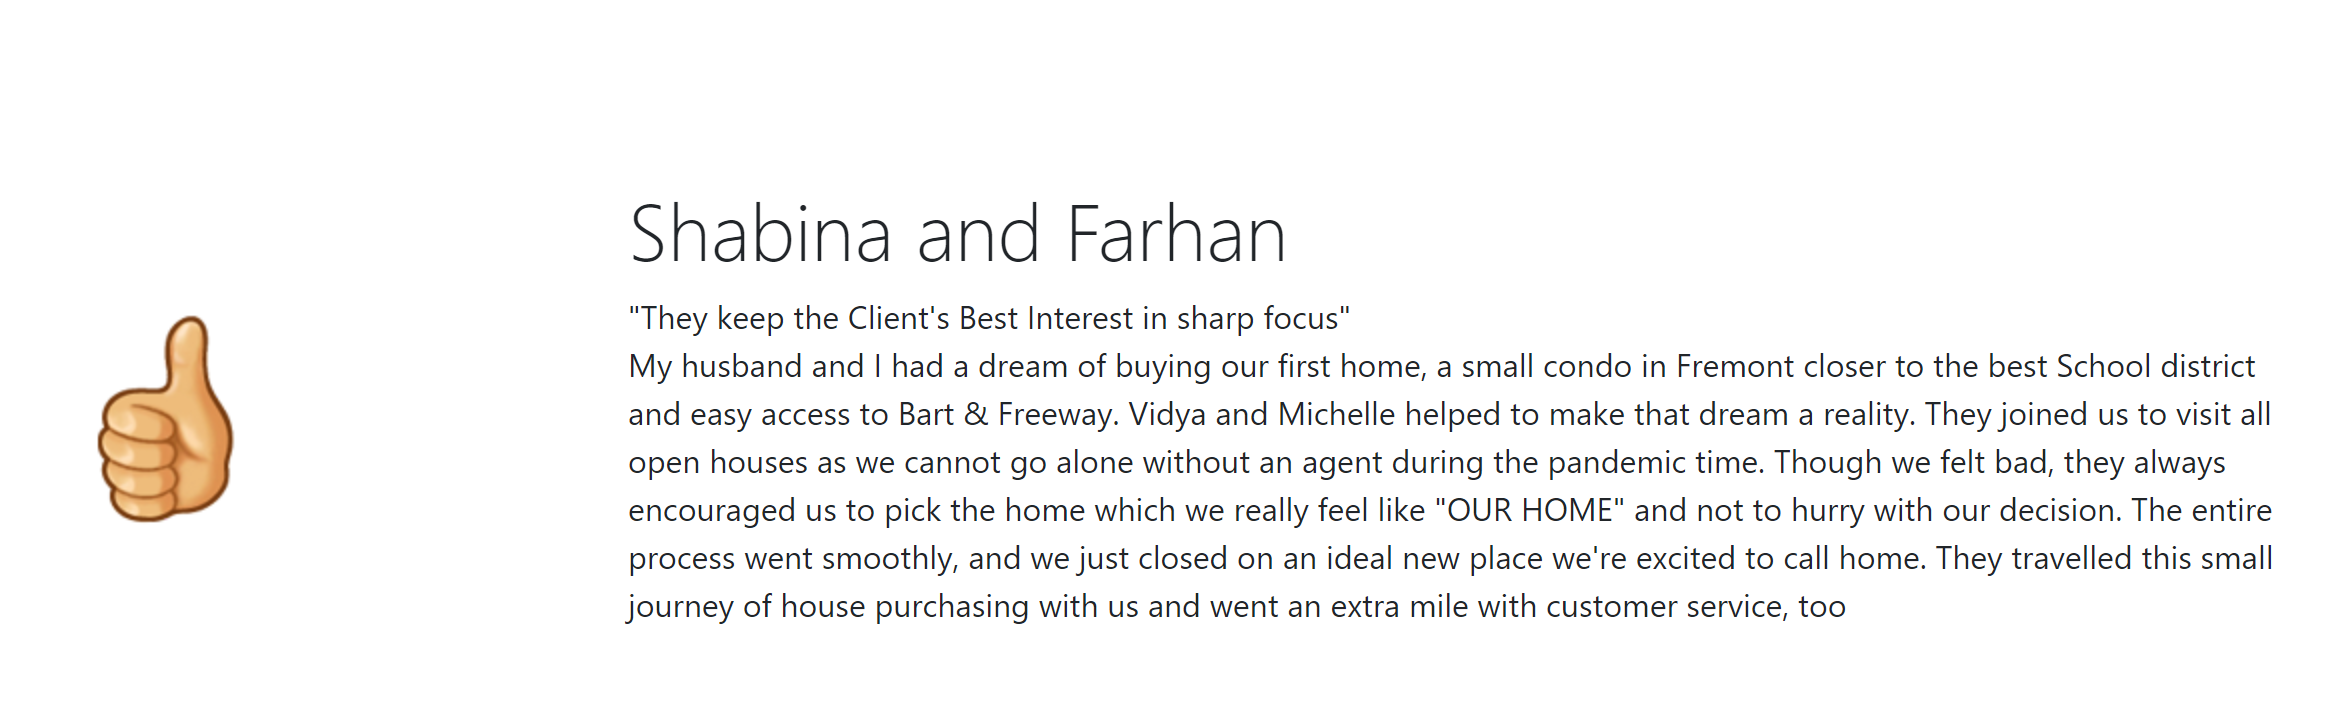 Shabina and Farhan
"They keep the Client's Best Interest in sharp focus"
My husband and I had a dream of buying our first home, a small condo in Fremont closer to the best School district
and easy access to Bart & Freeway. Vidya and Michelle helped to make that dream a reality. They joined us to visit all
open houses as we cannot go alone without an agent during the pandemic time. Though we felt bad, they always
encouraged us to pick the home which we really feel like "OUR HOME" and not to hurry with our decision. The entire
process went smoothly, and we just closed on an ideal new place we're excited to call home. They travelled this small
journey of house purchasing with us and went an extra mile with customer service, too